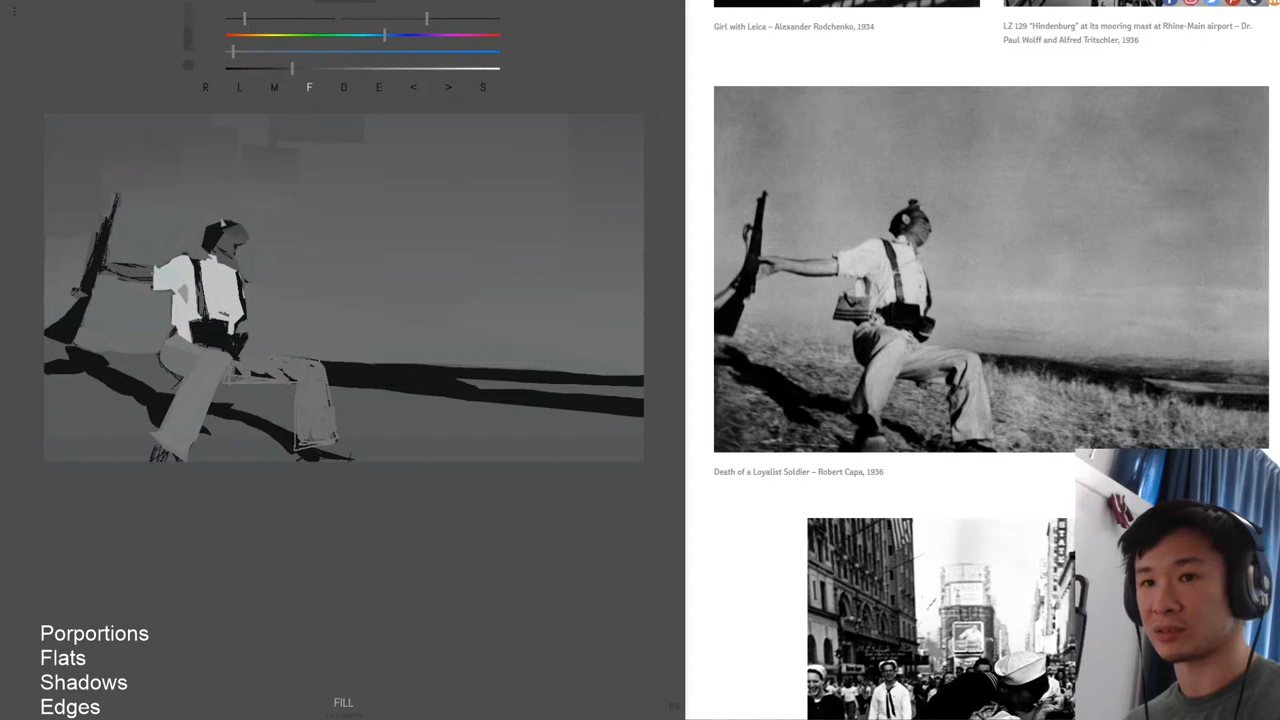 R L M F D E < > S
Girl with Leica – Alexander Rodchenko, 1934
LZ 129 “Hindenburg” at its mooring mast at Rhine-Main airport – Dr.
Paul Wolff and Alfred Tritschler, 1936
Death of a Loyalist Soldier – Robert Capa, 1936
Porportions
Flats
Shadows
Edges
FILL